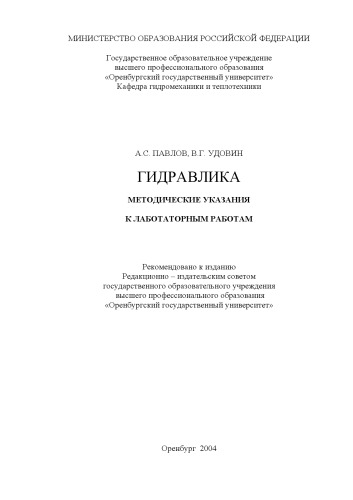 МИНИСТЕРСТВО ОБРАЗОВАНИЯ РОССИЙСКОЙ ФЕДЕРАЦИИ
Государственное образовательное учреждение
высшего профессионального образования
«Оренбургский государственный университет»
Кафедра гидромеханики и теплотехники
А.С. ПАВЛОВ, В.Г. УДОВИН
ГИДРАВЛИКА
МЕТОДИЧЕСКИЕ УКАЗАНИЯ
К ЛАБОТАТОРНЫМ РАБОТАМ
Рекомендовано к изданию
Редакционно – издательским советом
государственного образовательного учреждения
высшего профессионального образования
«Оренбургский государственный университет»
Оренбург 2004